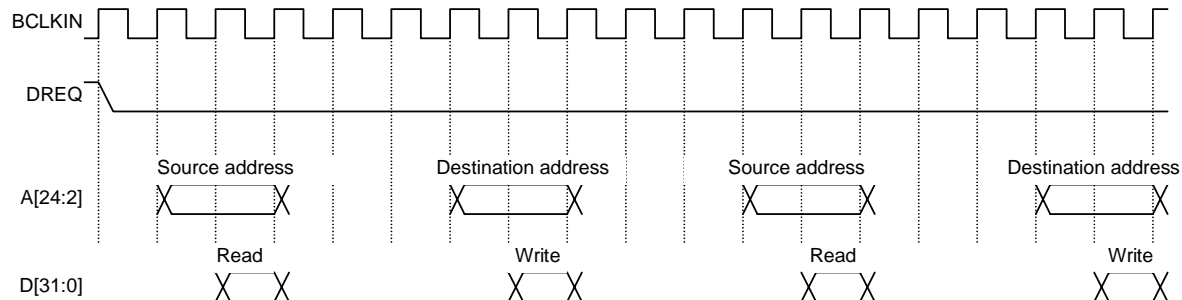 BCLKIN
DREQ
Source address Destination address Source address Destination address
A[24:2]
Read Write Read Write
D[31:0]